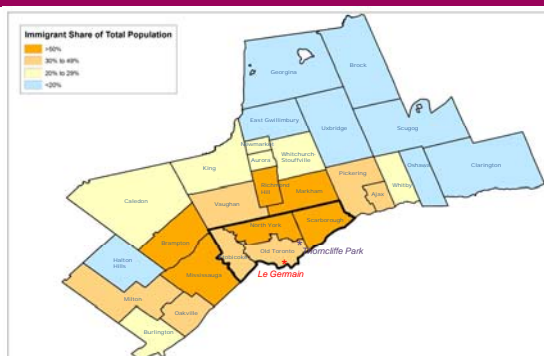 Immigrant Share of Total Population
>50%
30% to 49%
20% to 29%
<20%
Georgina
Brock
East Gwillimbury
Uxbridge
Scugog
Newmarket
Aurora
Whitchurch-
Stouffville
King
Pickering
Oshawa
Clarington
Caledon
Vaughan
Richmond
Hill
Markham
Ajax
Whitby
Brampton
North York
Scarborough
Halton
Hills
Etobicoke
Old Toronto
Thorncliffe Park
Mississauga
Le Germain
Milton
Oakville
Burlington